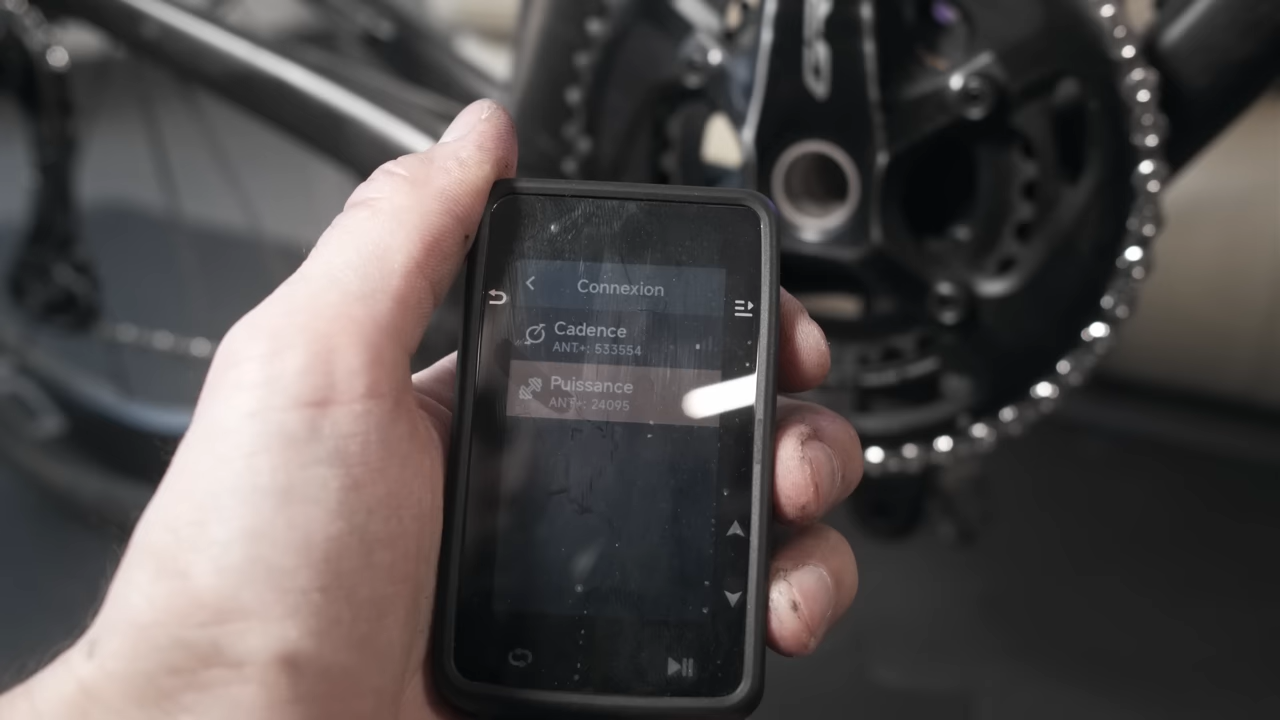 Connexion
Cadence
ANT+: 533554
Puissance
ANT+: 24095